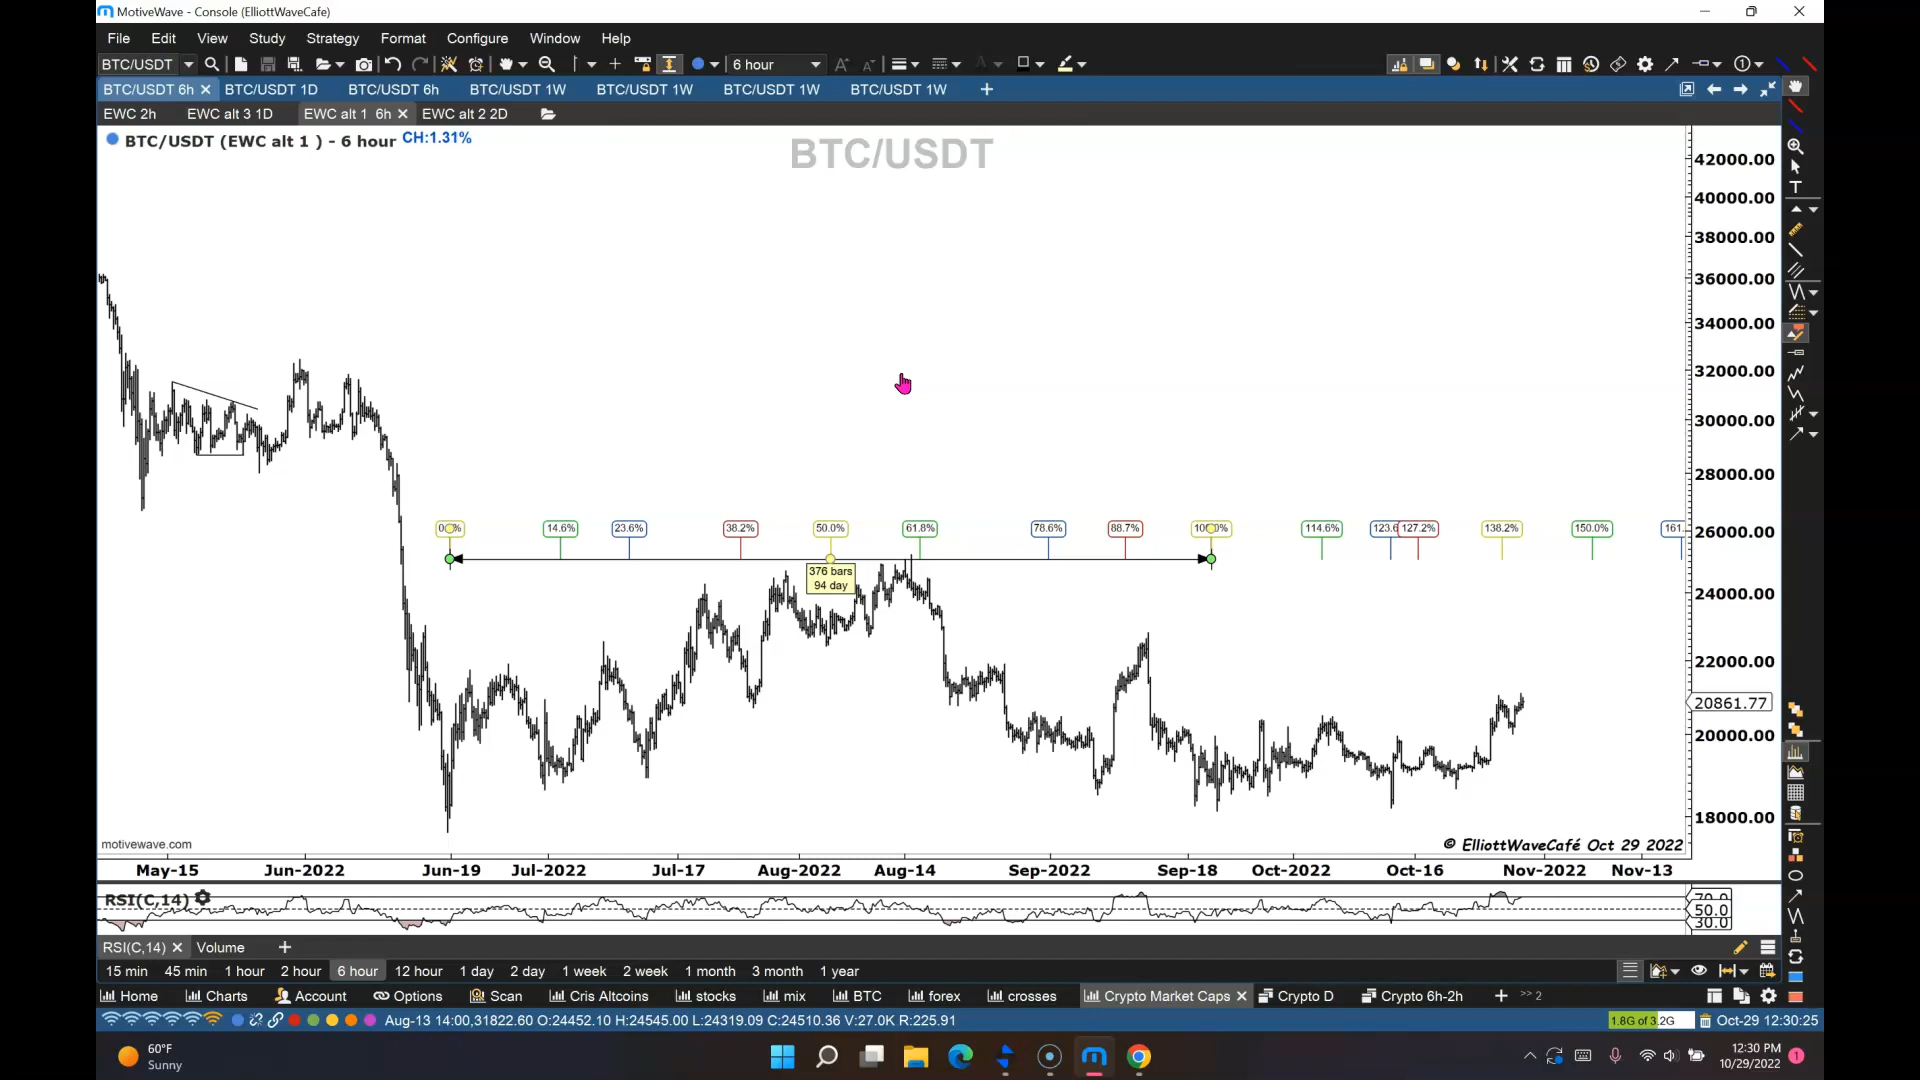 MotiveWave - Console (ElliottWaveCafe)
File Edit View Study Strategy Format Configure Window Help
BTC/USDT 6 hour
BTC/USDT 6h BTC/USDT 1D BTC/USDT 6h BTC/USDT 1W BTC/USDT 1W BTC/USDT 1W BTC/USDT 1W
EWC 2h EWC alt 3 1D EWC alt 1 6h EWC alt 2 2D
BTC/USDT (EWC alt 1 ) - 6 hour CH:1.31%
BTC/USDT
42000.00
40000.00
38000.00
36000.00
34000.00
32000.00
30000.00
28000.00
26000.00
24000.00
22000.00
20861.77
20000.00
18000.00
14.6% 23.6% 38.2% 50.0% 61.8% 78.6% 88.7% 114.6% 123.6 127.2% 138.2% 150.0% 161.
376 bars
94 day
motivewave.com
© ElliottWaveCafé Oct 29 2022
May-15 Jun-2022 Jun-19 Jul-2022 Jul-17 Aug-2022 Aug-14 Sep-2022 Sep-18 Oct-2022 Oct-16 Nov-2022 Nov-13
RSI(C,14)
70.0
50.0
30.0
RSI(C,14) Volume
15 min 45 min 1 hour 2 hour 6 hour 12 hour 1 day 2 day 1 week 2 week 1 month 3 month 1 year
Home Charts Account Options Scan Cris Altcoins stocks mix BTC forex crosses Crypto Market Caps Crypto D Crypto 6h-2h >> 2
Aug-13 14:00,31822.60 O:24452.10 H:24545.00 L:24319.09 C:24510.36 V:27.0K R:225.91
1.8G of 3.2G Oct-29 12:30:25
60°F
Sunny
12:30 PM
10/29/2022
1